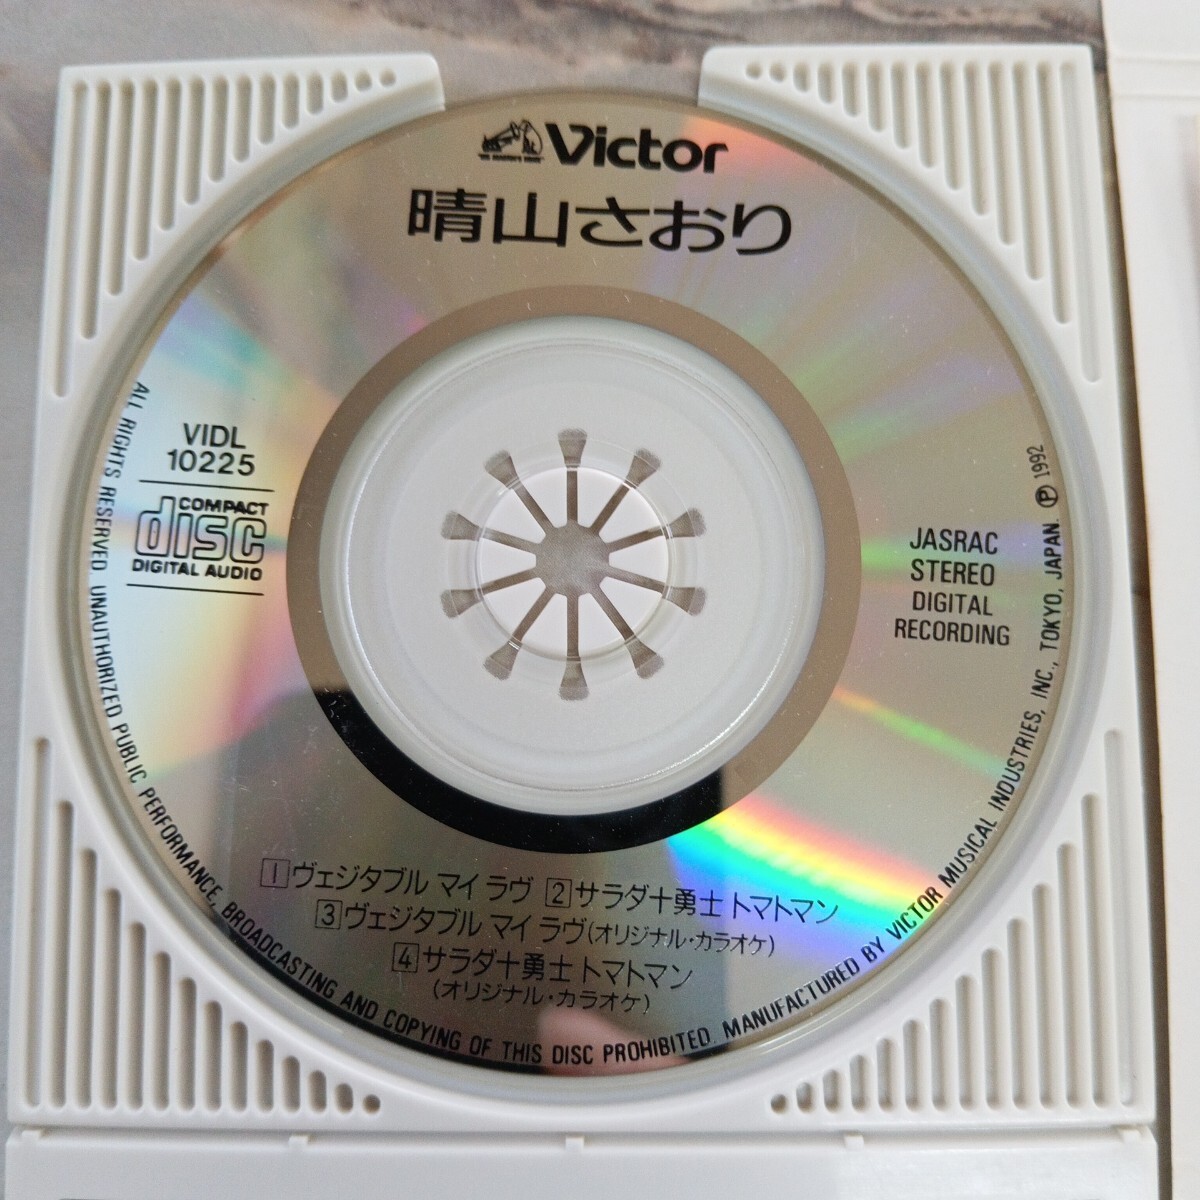 Victor
晴山さおり
VIDL
10225
COMPACT
disc
DIGITAL AUDIO
JASRAC
STEREO
DIGITAL
RECORDING
1 ヴェジタブル マイ ラヴ 2 サラダ十勇士 トマトマン
3 ヴェジタブル マイ ラヴ(オリジナル・カラオケ)
4 サラダ十勇士 トマトマン
(オリジナル・カラオケ)
ALL RIGHTS RESERVED. UNAUTHORIZED PUBLIC PERFORMANCE, BROADCASTING AND COPYING OF THIS DISC PROHIBITED. MANUFACTURED BY VICTOR MUSICAL INDUSTRIES, INC., TOKYO, JAPAN. Ⓟ 1992